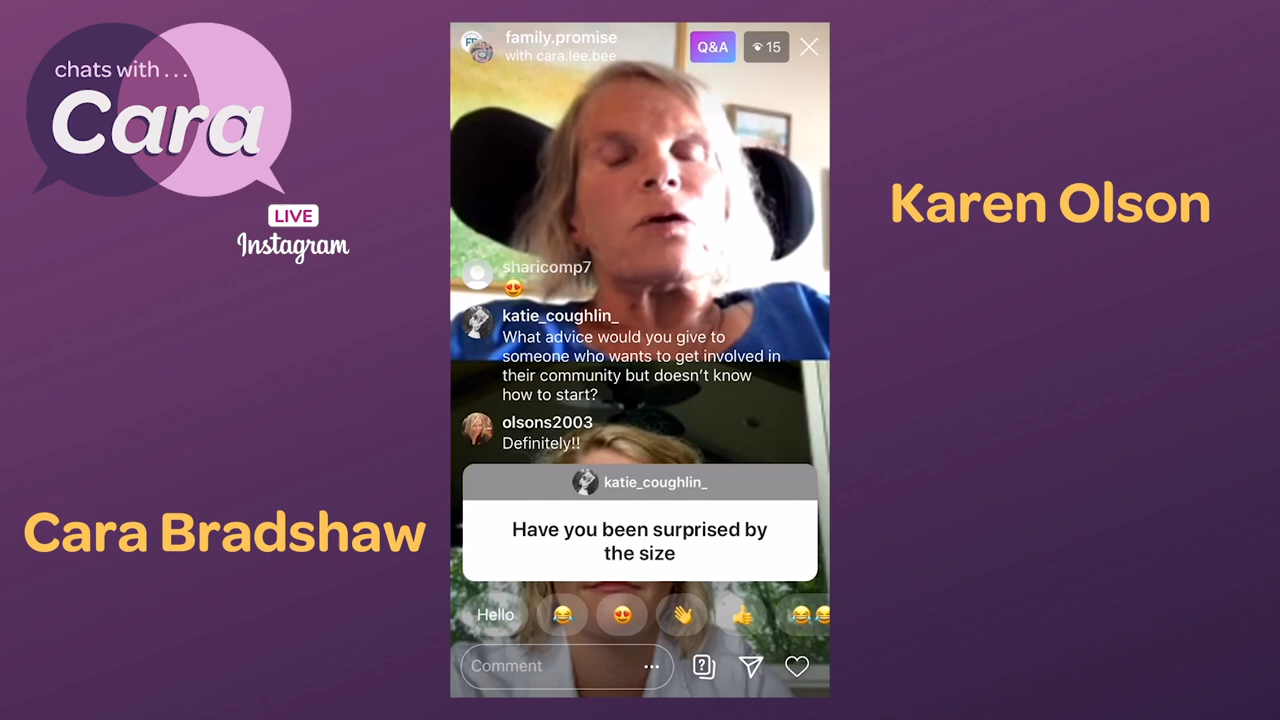 chats with . . .
Cara
LIVE
Instagram
family.promise
with cara.lee.bee
Q&A
15
Karen Olson
sharicomp7
😍
katie_coughlin_
What advice would you give to
someone who wants to get involved in
their community but doesn't know
how to start?
olsons2003
Definitely!!
katie_coughlin_
Have you been surprised by
the size
Cara Bradshaw
Hello 😂 😍 👋 👍 😂😂
Comment